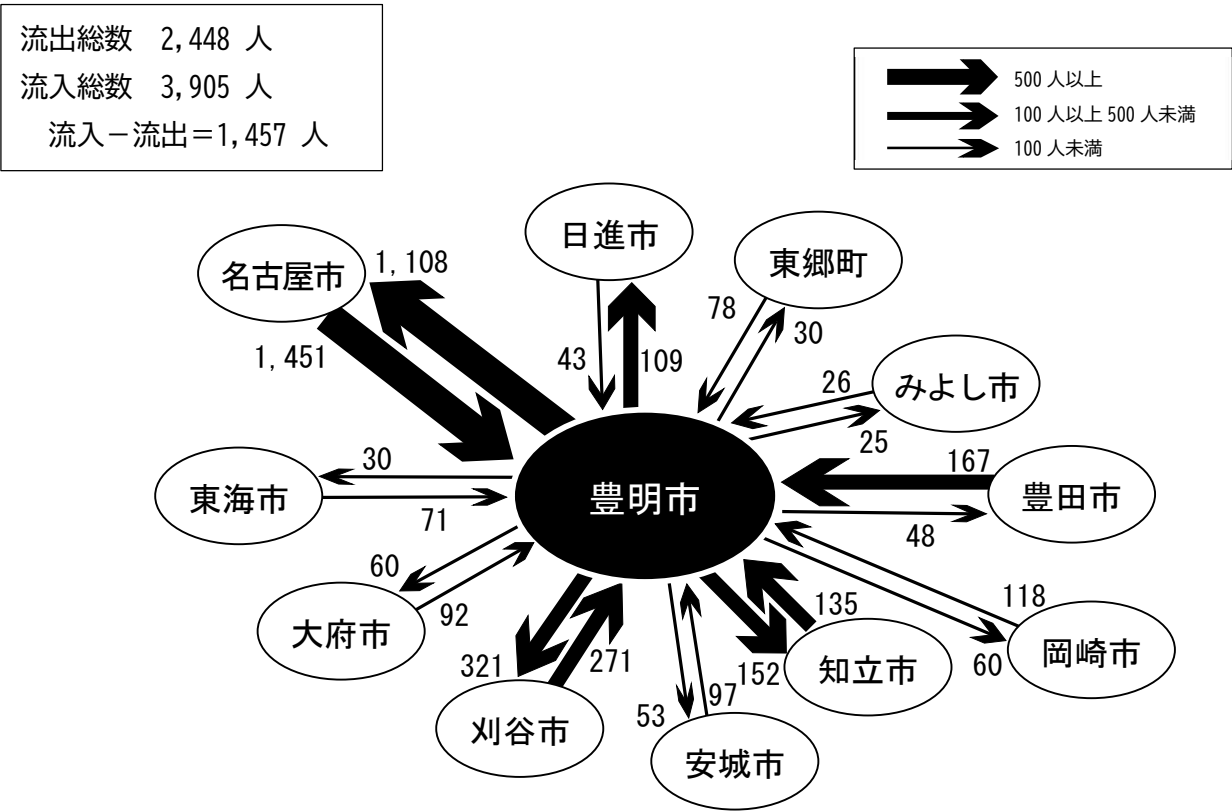 流出総数 2,448 人
流入総数 3,905 人
流入－流出＝1,457 人
500 人以上
100 人以上 500 人未満
100 人未満
日進市
名古屋市
1,108
東郷町
78
30
1,451
43
109
26
みよし市
25
30
167
東海市
豊明市
豊田市
71
48
60
92
118
135
大府市
岡崎市
321
271
152
知立市
60
53
97
刈谷市
安城市